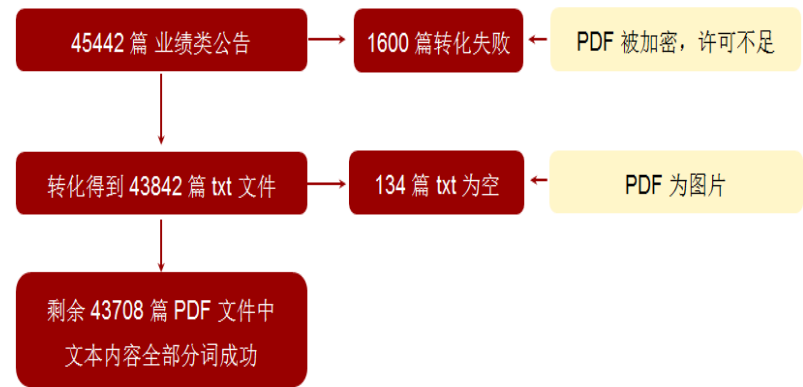 45442 篇 业绩类公告
1600 篇转化失败
PDF 被加密，许可不足
转化得到 43842 篇 txt 文件
134 篇 txt 为空
PDF 为图片
剩余 43708 篇 PDF 文件中
文本内容全部分词成功